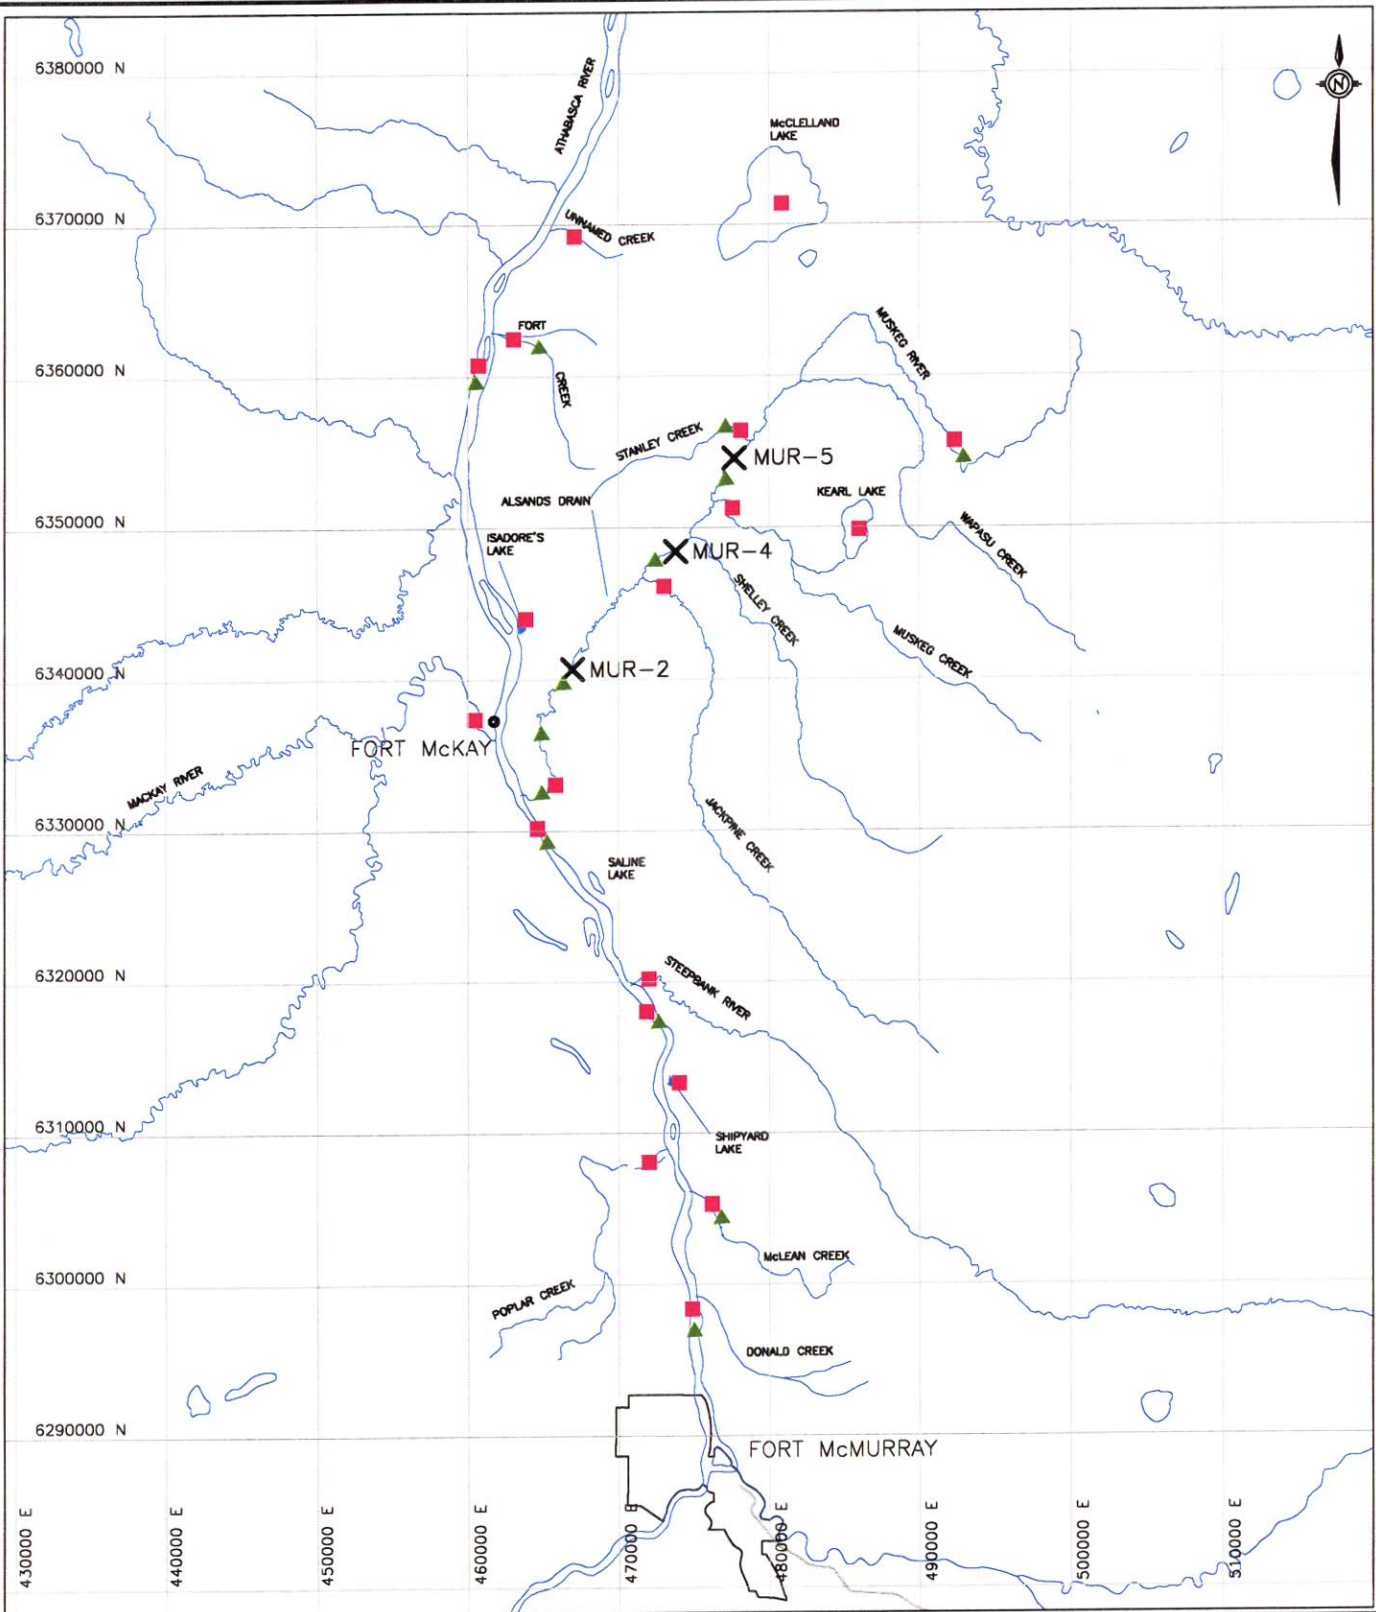 6380000 N
ATHABASCA RIVER
N
McCLELLAND
LAKE
6370000 N
UNNAMED CREEK
FORT
CREEK
MUSKEG RIVER
6360000 N
STANLEY CREEK
MUR-5
KEARL LAKE
ALSANDS DRAIN
6350000 N
WAPASU CREEK
ISADORE'S
LAKE
MUR-4
SHELLEY CREEK
MUSKEG CREEK
6340000 N
MUR-2
FORT McKAY
MACKAY RIVER
JACKPINE CREEK
6330000 N
SALINE
LAKE
6320000 N
STEEPBANK RIVER
6310000 N
SHIPYARD
LAKE
McLEAN CREEK
6300000 N
POPLAR CREEK
DONALD CREEK
6290000 N
FORT McMURRAY
430000 E
440000 E
450000 E
460000 E
470000 E
480000 E
490000 E
500000 E
510000 E